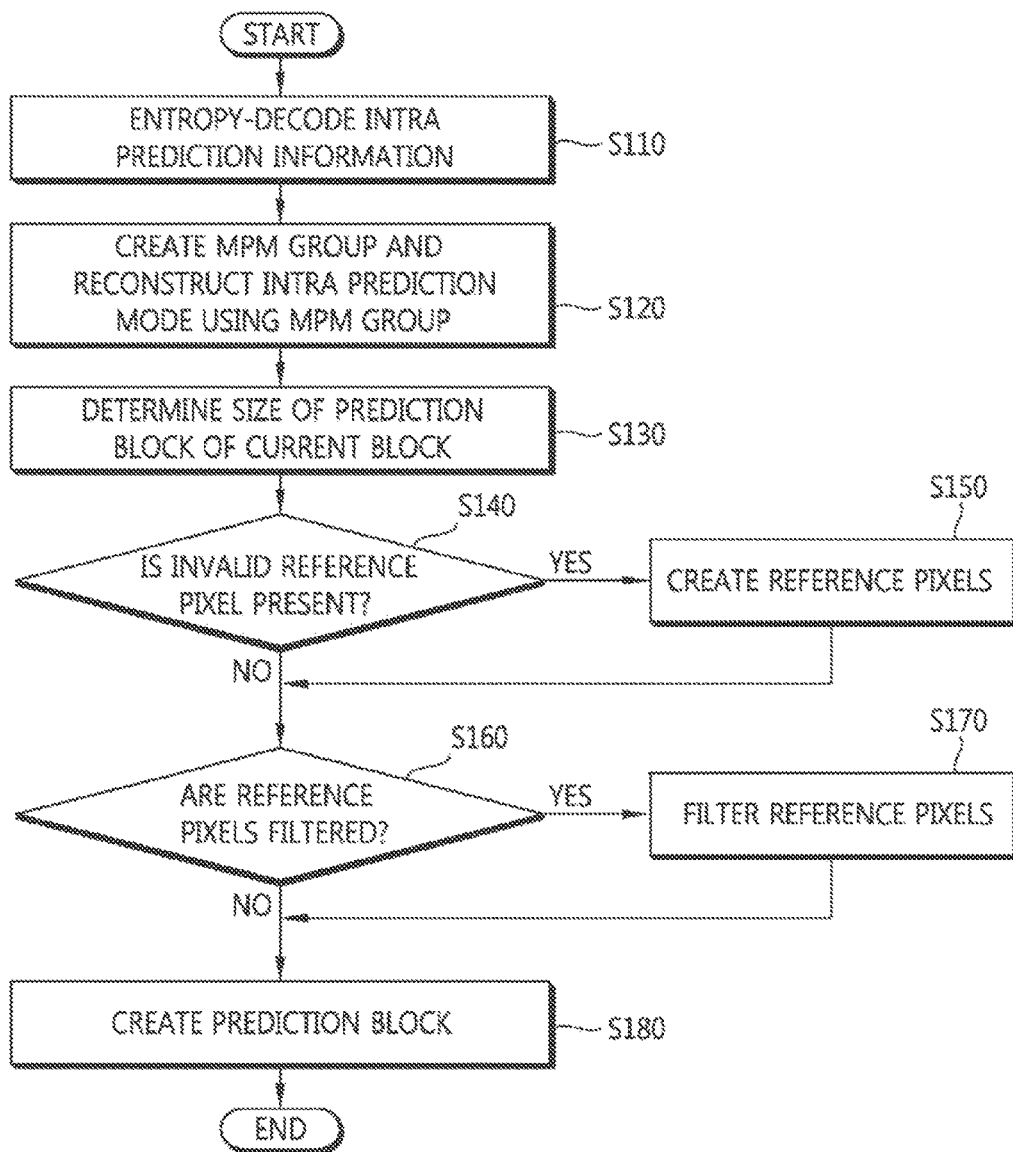 START
ENTROPY-DECODE INTRA
PREDICTION INFORMATION
S110
CREATE MPM GROUP AND
RECONSTRUCT INTRA PREDICTION
MODE USING MPM GROUP
S120
DETERMINE SIZE OF PREDICTION
BLOCK OF CURRENT BLOCK
S130
S140
IS INVALID REFERENCE
PIXEL PRESENT?
YES
S150
CREATE REFERENCE PIXELS
NO
S160
ARE REFERENCE
PIXELS FILTERED?
YES
S170
FILTER REFERENCE PIXELS
NO
CREATE PREDICTION BLOCK
S180
END